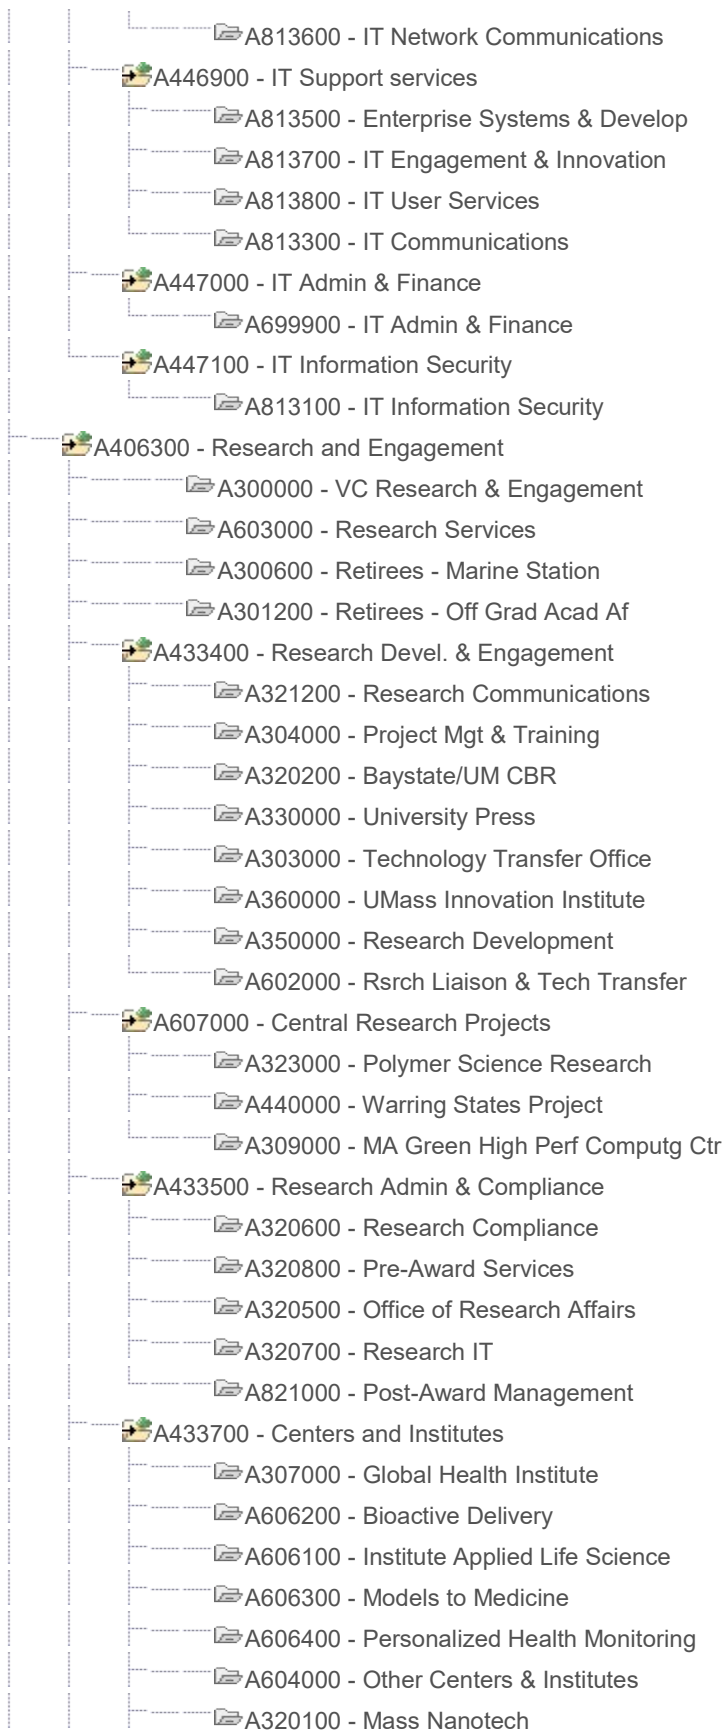 A813600 - IT Network Communications
A446900 - IT Support services
A813500 - Enterprise Systems & Develop
A813700 - IT Engagement & Innovation
A813800 - IT User Services
A813300 - IT Communications
A447000 - IT Admin & Finance
A699900 - IT Admin & Finance
A447100 - IT Information Security
A813100 - IT Information Security
A406300 - Research and Engagement
A300000 - VC Research & Engagement
A603000 - Research Services
A300600 - Retirees - Marine Station
A301200 - Retirees - Off Grad Acad Af
A433400 - Research Devel. & Engagement
A321200 - Research Communications
A304000 - Project Mgt & Training
A320200 - Baystate/UM CBR
A330000 - University Press
A303000 - Technology Transfer Office
A360000 - UMass Innovation Institute
A350000 - Research Development
A602000 - Rsrch Liaison & Tech Transfer
A607000 - Central Research Projects
A323000 - Polymer Science Research
A440000 - Warring States Project
A309000 - MA Green High Perf Computg Ctr
A433500 - Research Admin & Compliance
A320600 - Research Compliance
A320800 - Pre-Award Services
A320500 - Office of Research Affairs
A320700 - Research IT
A821000 - Post-Award Management
A433700 - Centers and Institutes
A307000 - Global Health Institute
A606200 - Bioactive Delivery
A606100 - Institute Applied Life Science
A606300 - Models to Medicine
A606400 - Personalized Health Monitoring
A604000 - Other Centers & Institutes
A320100 - Mass Nanotech